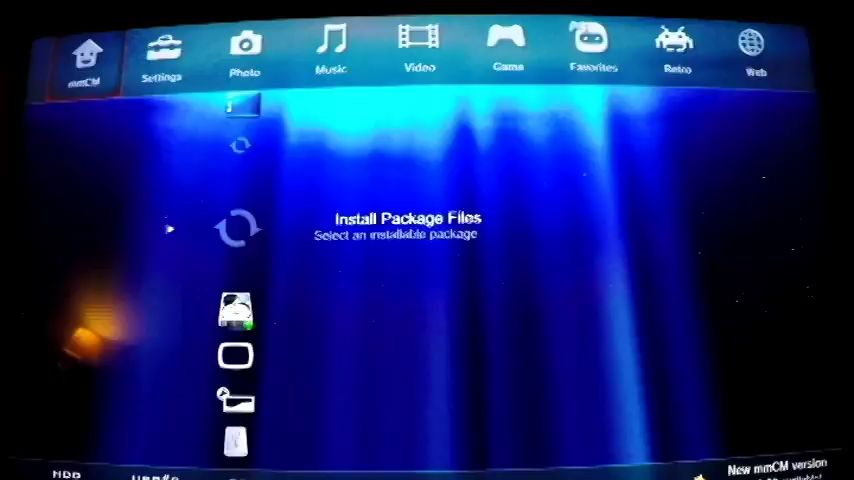 mmCM
Settings
Photo
Music
Video
Game
Favorites
Retro
Web
Install Package Files
Select an installable package
HDD
New mmCM version